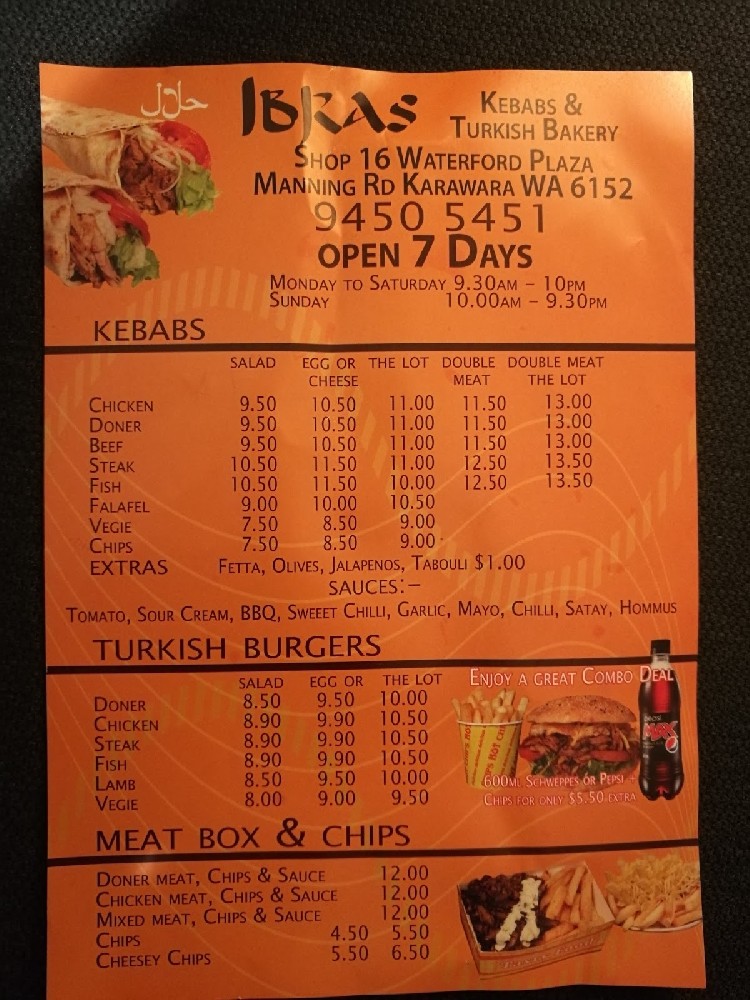 حلال
IBRAS KEBABS & TURKISH BAKERY
SHOP 16 WATERFORD PLAZA
MANNING RD KARAWARA WA 6152
9450 5451
OPEN 7 DAYS
MONDAY TO SATURDAY 9.30AM - 10PM
SUNDAY 10.00AM - 9.30PM
KEBABS
SALAD EGG OR CHEESE THE LOT DOUBLE MEAT DOUBLE MEAT THE LOT
CHICKEN 9.50 10.50 11.00 11.50 13.00
DONER 9.50 10.50 11.00 11.50 13.00
BEEF 9.50 10.50 11.00 11.50 13.00
STEAK 10.50 11.50 11.00 12.50 13.50
FISH 10.50 11.50 10.00 12.50 13.50
FALAFEL 9.00 10.00 10.50
VEGIE 7.50 8.50 9.00
CHIPS 7.50 8.50 9.00
EXTRAS FETTA, OLIVES, JALAPENOS, TABOULI $1.00
SAUCES:-
TOMATO, SOUR CREAM, BBQ, SWEEET CHILLI, GARLIC, MAYO, CHILLI, SATAY, HOMMUS
TURKISH BURGERS
SALAD EGG OR THE LOT
DONER 8.50 9.50 10.00
CHICKEN 8.90 9.90 10.50
STEAK 8.90 9.90 10.50
FISH 8.90 9.90 10.50
LAMB 8.50 9.50 10.00
VEGIE 8.00 9.00 9.50
ENJOY A GREAT COMBO DEAL
600ML SCHWEPPES OR PEPSI +
CHIPS FOR ONLY $5.50 EXTRA
MEAT BOX & CHIPS
DONER MEAT, CHIPS & SAUCE 12.00
CHICKEN MEAT, CHIPS & SAUCE 12.00
MIXED MEAT, CHIPS & SAUCE 12.00
CHIPS 4.50 5.50
CHEESEY CHIPS 5.50 6.50